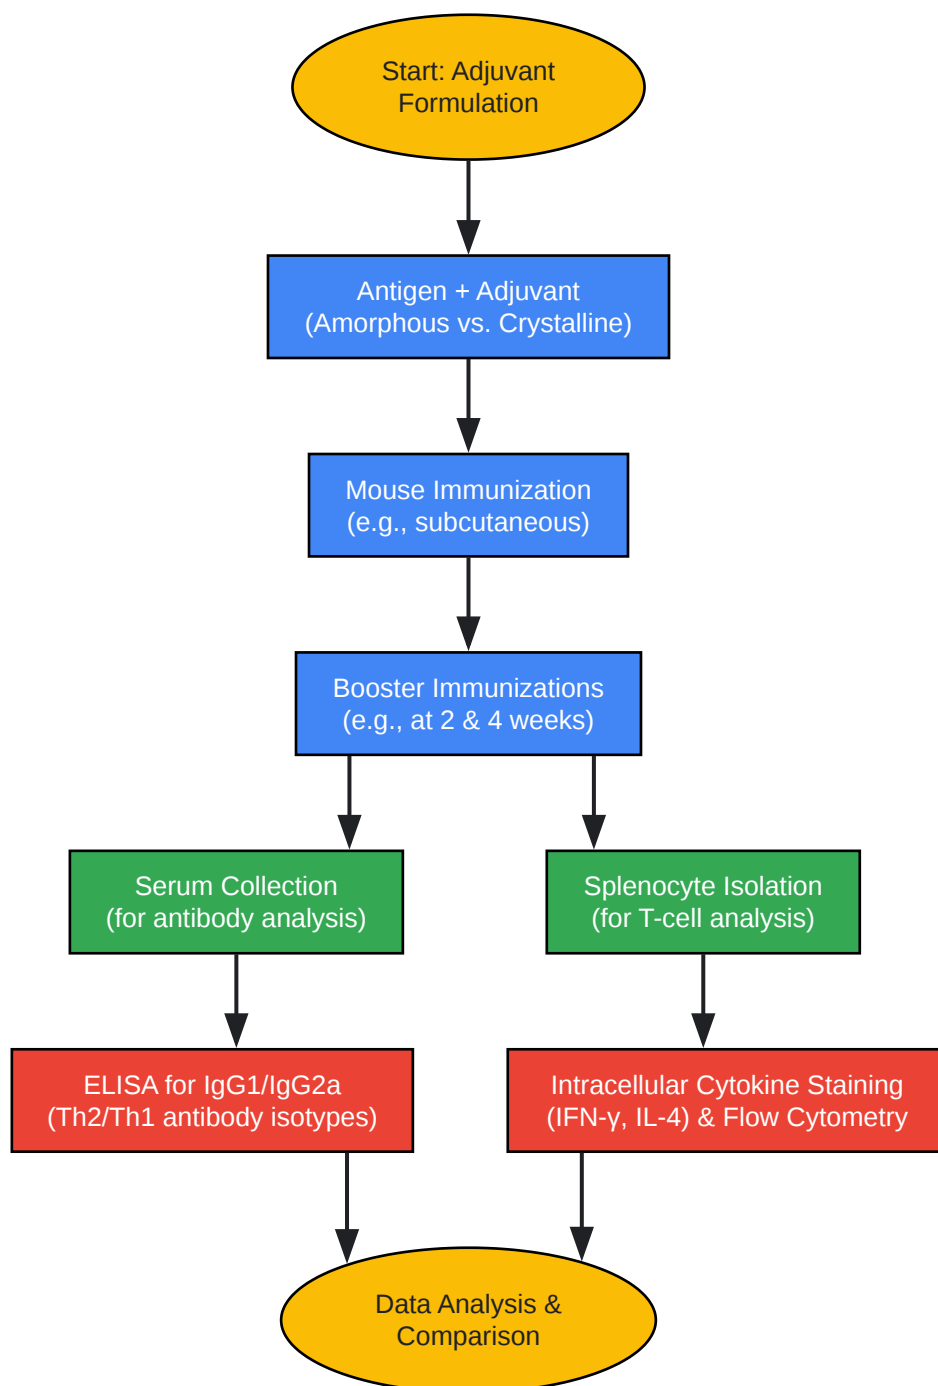 Start: Adjuvant
Formulation
Antigen + Adjuvant
(Amorphous vs. Crystalline)
Mouse Immunization
(e.g., subcutaneous)
Booster Immunizations
(e.g., at 2 & 4 weeks)
Serum Collection
(for antibody analysis)
Splenocyte Isolation
(for T-cell analysis)
ELISA for IgG1/IgG2a
(Th2/Th1 antibody isotypes)
Intracellular Cytokine Staining
(IFN-γ, IL-4) & Flow Cytometry
Data Analysis &
Comparison